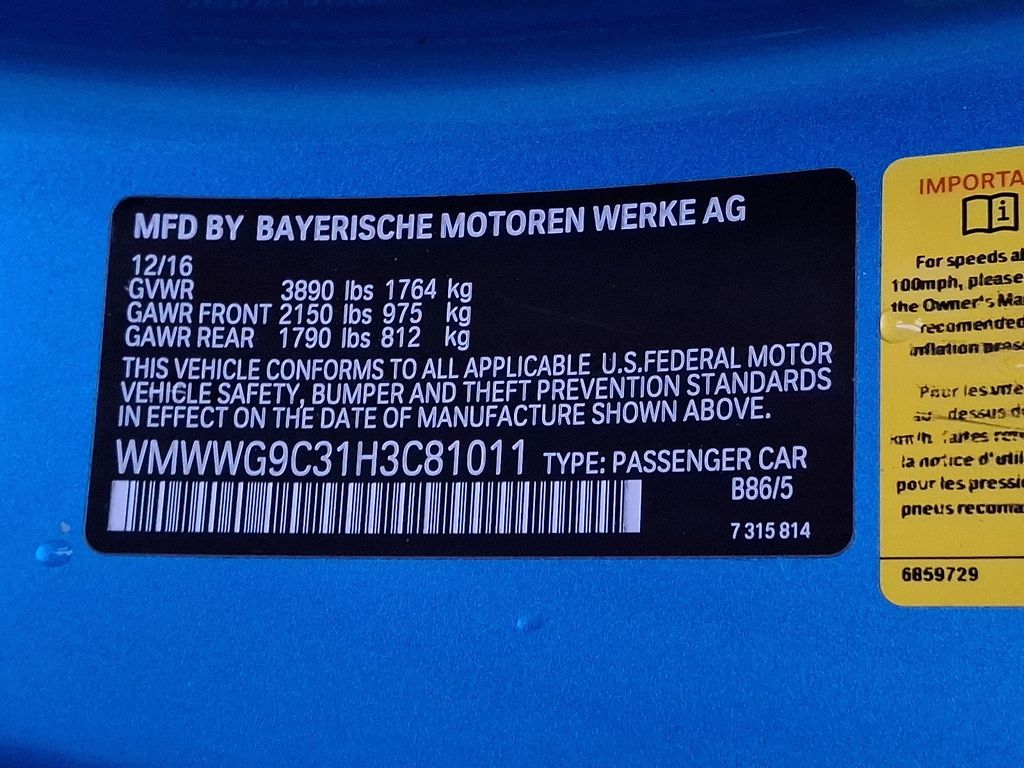 MFD BY BAYERISCHE MOTOREN WERKE AG
12/16
GVWR 3890 lbs 1764 kg
GAWR FRONT 2150 lbs 975 kg
GAWR REAR 1790 lbs 812 kg
THIS VEHICLE CONFORMS TO ALL APPLICABLE U.S.FEDERAL MOTOR
VEHICLE SAFETY, BUMPER AND THEFT PREVENTION STANDARDS
IN EFFECT ON THE DATE OF MANUFACTURE SHOWN ABOVE.
WMWWG9C31H3C81011 TYPE: PASSENGER CAR
B86/5
7 315 814
IMPORTA
i
For speeds a
100mph, please
the Owner's Ma
recomended
inflation press
Pour les vite
dessus d
km/h faites
la notice d'util
pour les pressi
pneus recoma
6859729